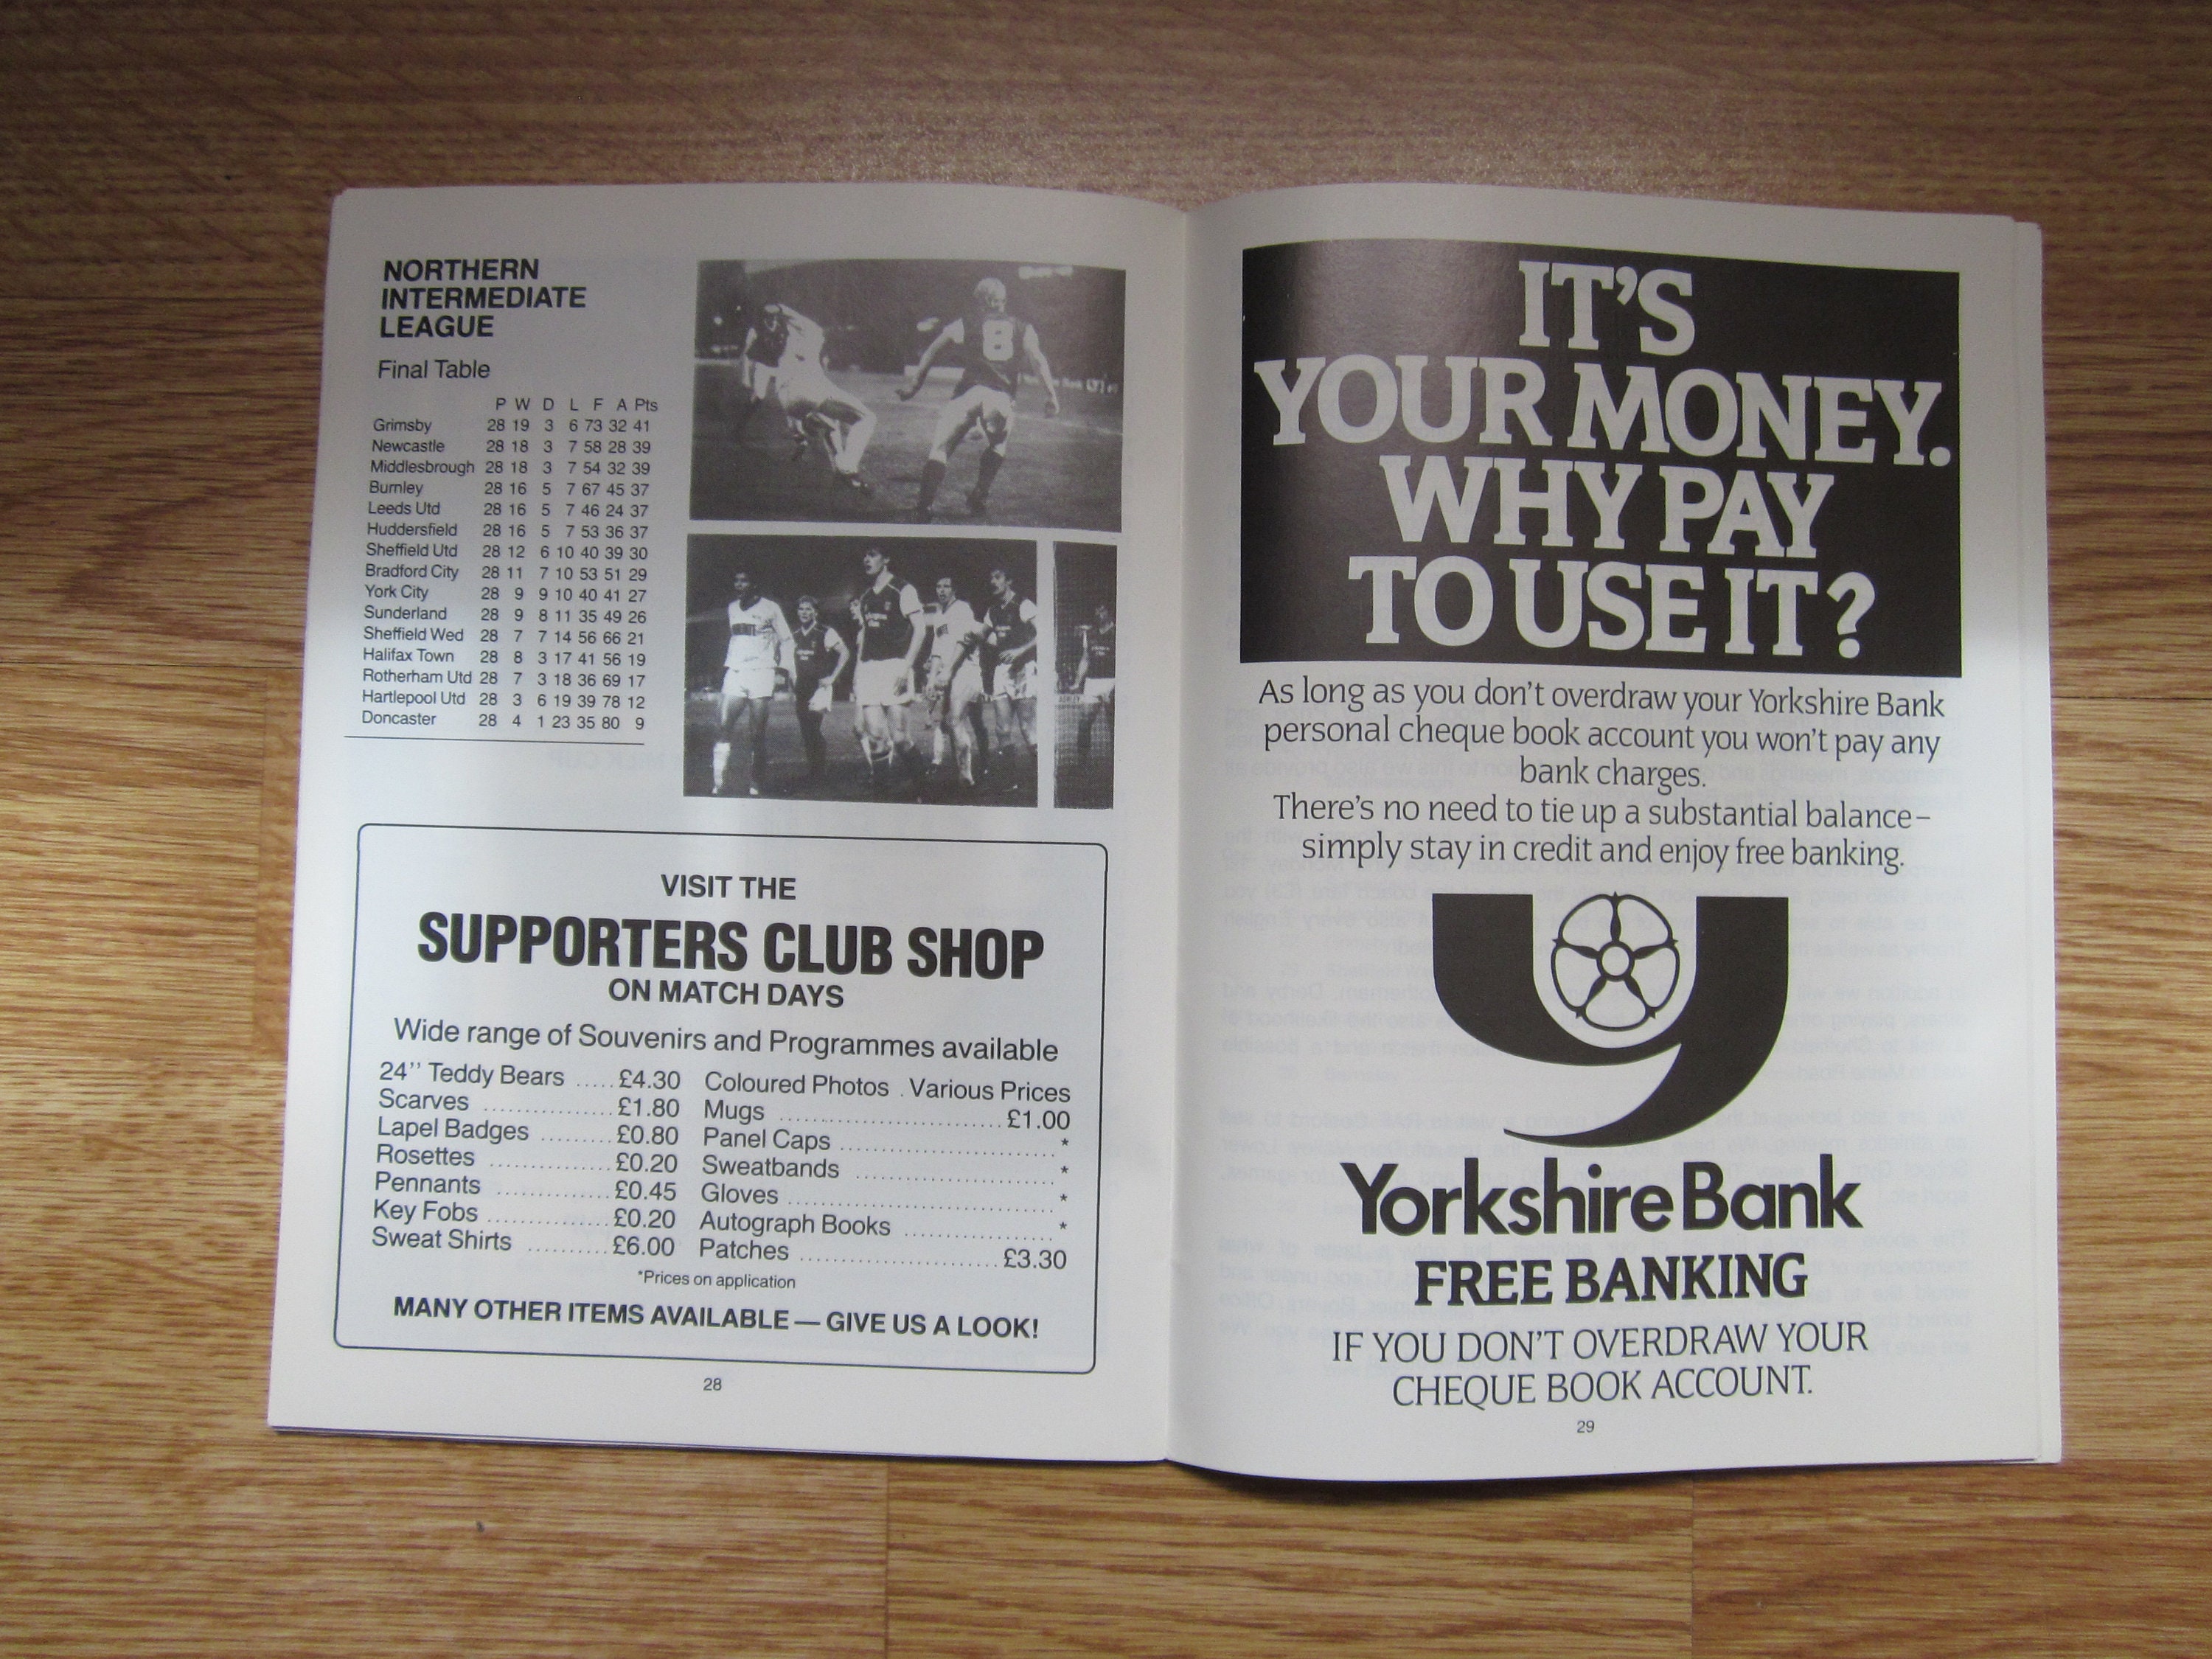 NORTHERN
INTERMEDIATE
LEAGUE
Final Table
P W D L F A Pts
Grimsby 28 19 3 6 73 32 41
Newcastle 28 18 3 7 58 28 39
Middlesbrough 28 18 3 7 54 32 39
Burnley 28 16 5 7 67 45 37
Leeds Utd 28 16 5 7 46 24 37
Huddersfield 28 16 5 7 53 36 37
Sheffield Utd 28 12 6 10 40 39 30
Bradford City 28 11 7 10 53 51 29
York City 28 9 9 10 40 41 27
Sunderland 28 9 8 11 35 49 26
Sheffield Wed 28 7 7 14 56 66 21
Halifax Town 28 8 3 17 41 56 19
Rotherham Utd 28 7 3 18 36 69 17
Hartlepool Utd 28 3 6 19 39 78 12
Doncaster 28 4 1 23 35 80 9
8
VISIT THE
SUPPORTERS CLUB SHOP
ON MATCH DAYS
Wide range of Souvenirs and Programmes available
24'' Teddy Bears ..... £4.30 Coloured Photos . Various Prices
Scarves .................. £1.80 Mugs ................................ £1.00
Lapel Badges .......... £0.80 Panel Caps ................................ *
Rosettes ................. £0.20 Sweatbands .............................. *
Pennants ................ £0.45 Gloves ...................................... *
Key Fobs ................. £0.20 Autograph Books ...................... *
Sweat Shirts ........... £6.00 Patches ............................ £3.30
*Prices on application
MANY OTHER ITEMS AVAILABLE — GIVE US A LOOK!
28
IT'S
YOUR MONEY.
WHY PAY
TO USE IT?
As long as you don't overdraw your Yorkshire Bank
personal cheque book account you won't pay any
bank charges.
There's no need to tie up a substantial balance–
simply stay in credit and enjoy free banking.
Yorkshire Bank
FREE BANKING
IF YOU DON'T OVERDRAW YOUR
CHEQUE BOOK ACCOUNT.
29